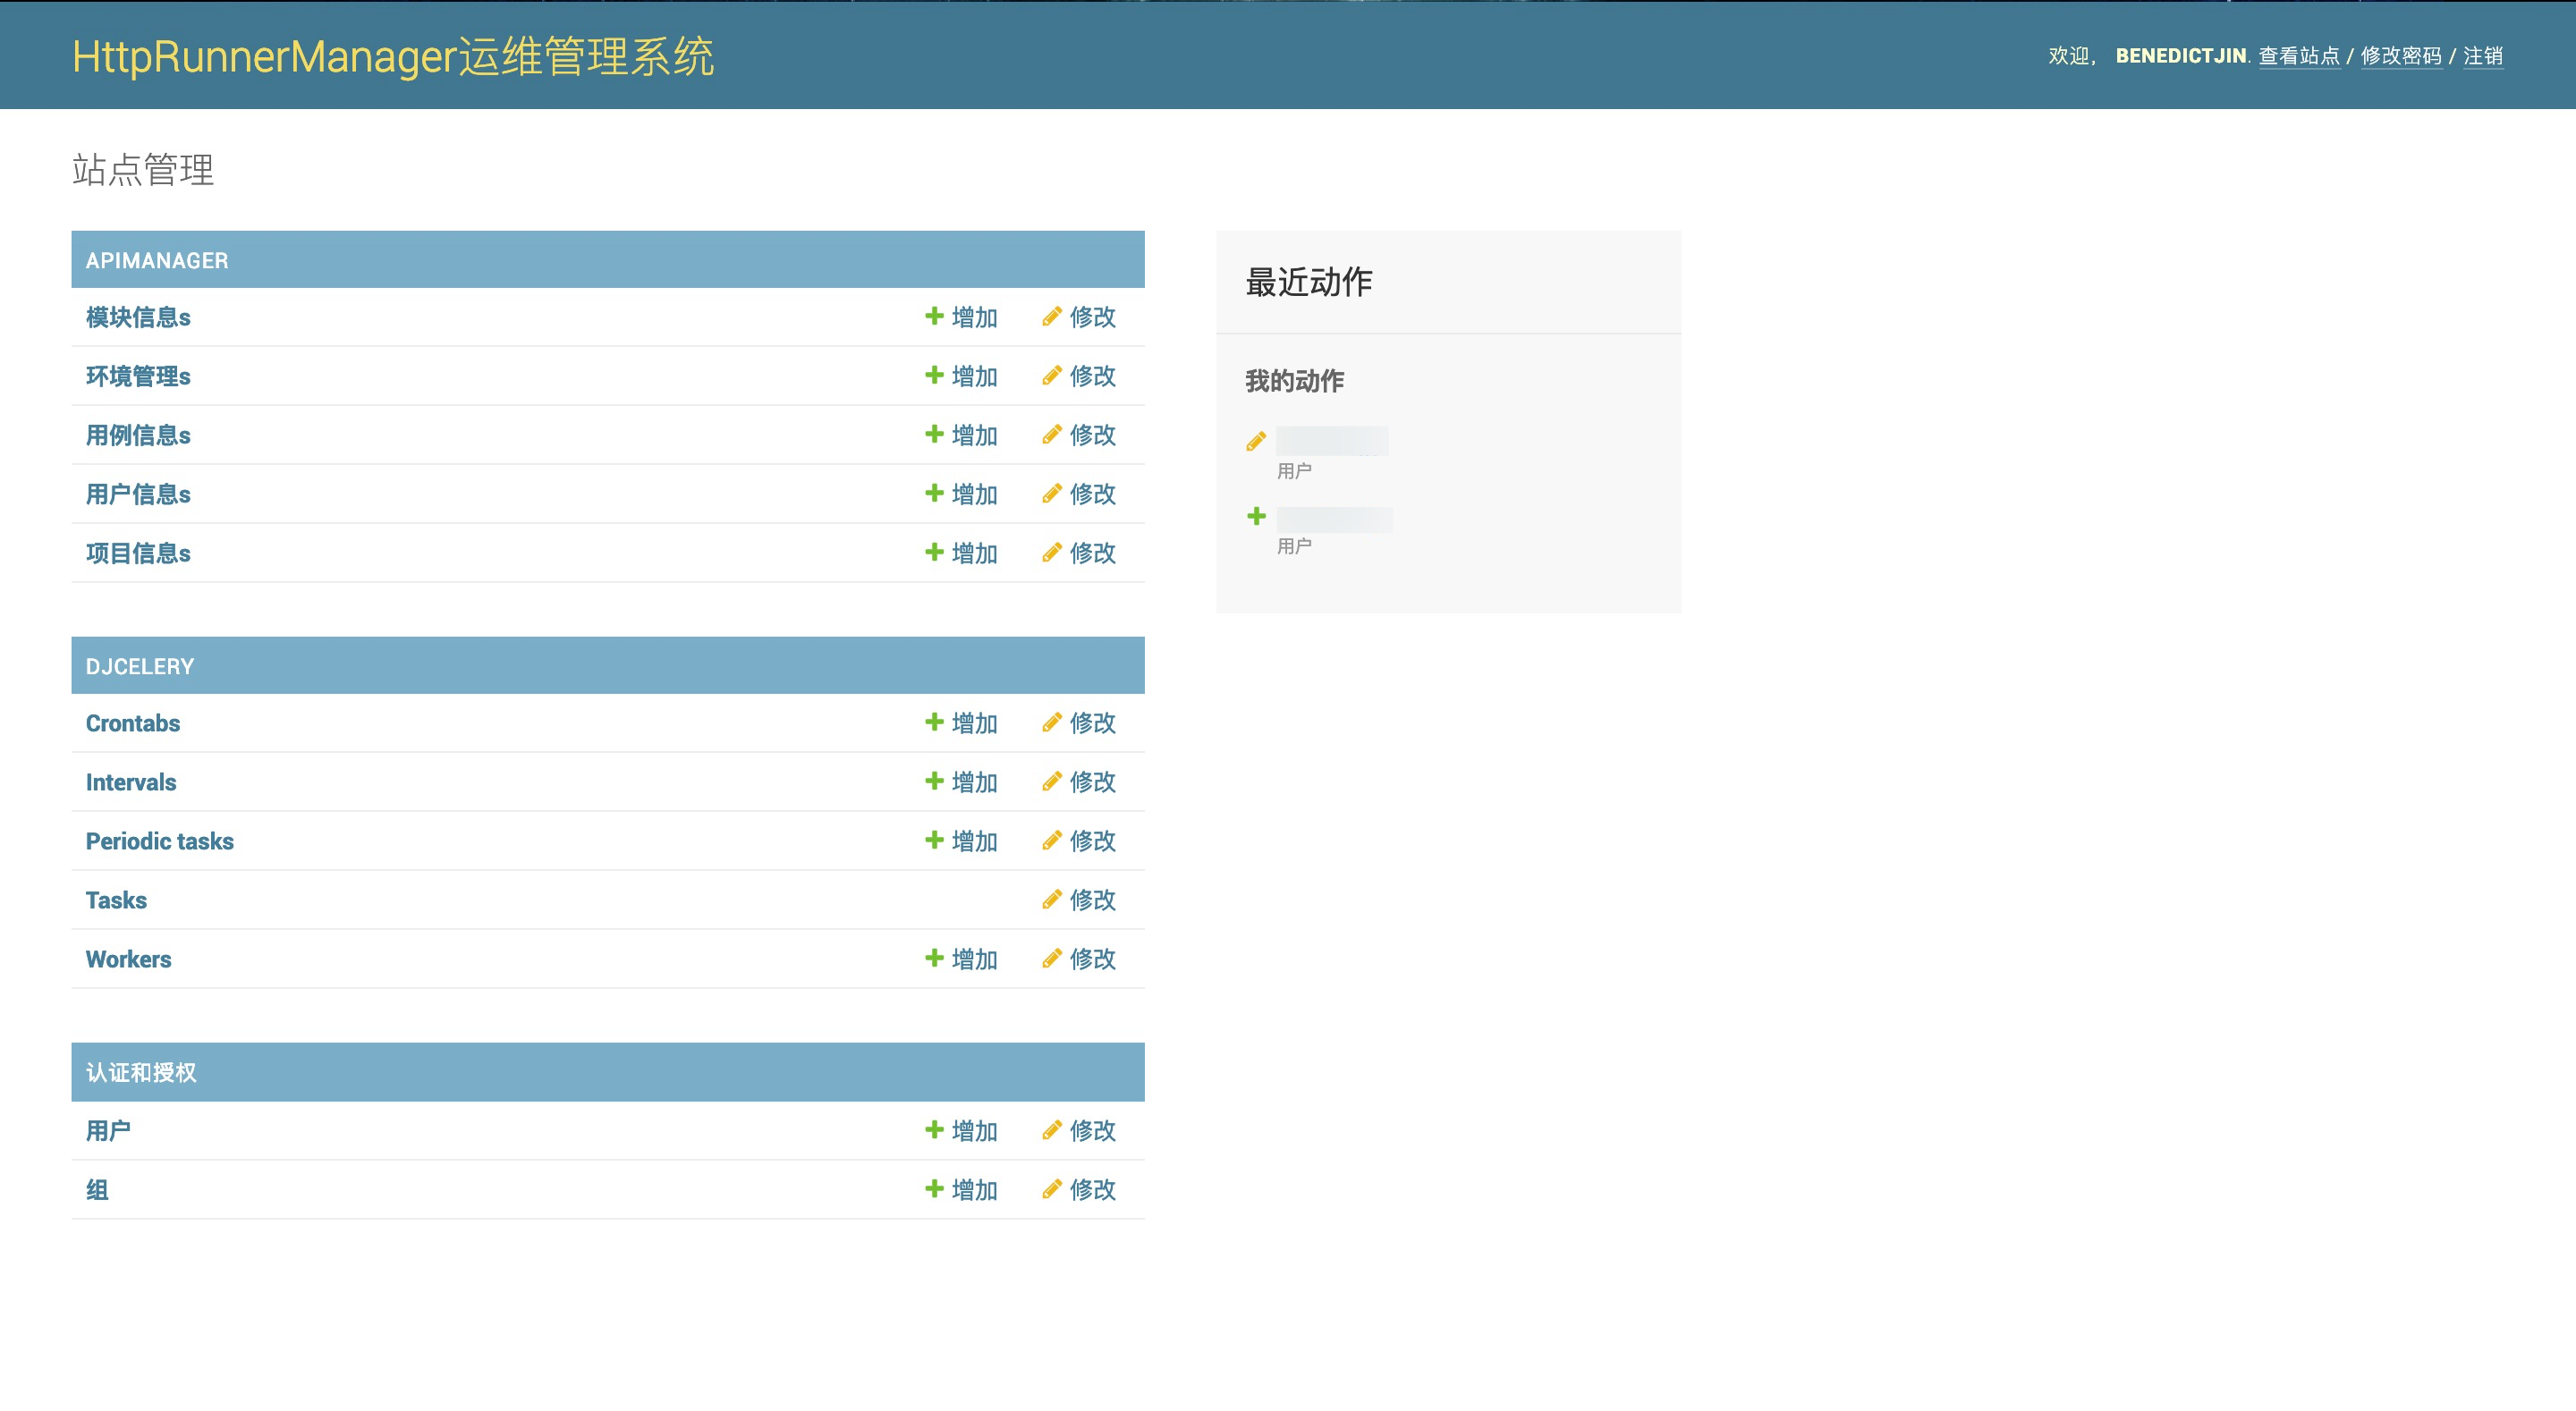 HttpRunnerManager运维管理系统
欢迎， BENEDICTJIN. 查看站点 / 修改密码 / 注销
站点管理
APIMANAGER
模块信息s 增加 修改
环境管理s 增加 修改
用例信息s 增加 修改
用户信息s 增加 修改
项目信息s 增加 修改
DJCELERY
Crontabs 增加 修改
Intervals 增加 修改
Periodic tasks 增加 修改
Tasks 修改
Workers 增加 修改
认证和授权
用户 增加 修改
组 增加 修改
最近动作
我的动作
用户
用户